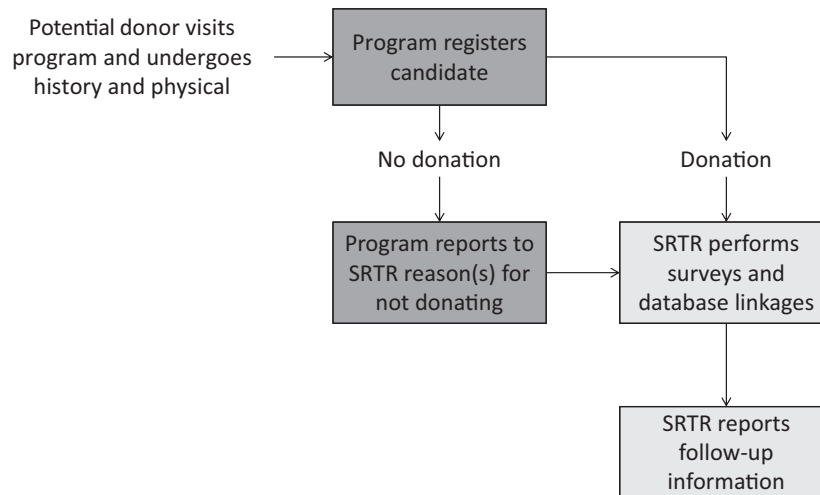 Potential donor visits
program and undergoes
history and physical
Program registers
candidate
No donation
Donation
Program reports to
SRTR reason(s) for
not donating
SRTR performs
surveys and
database linkages
SRTR reports
follow-up
information